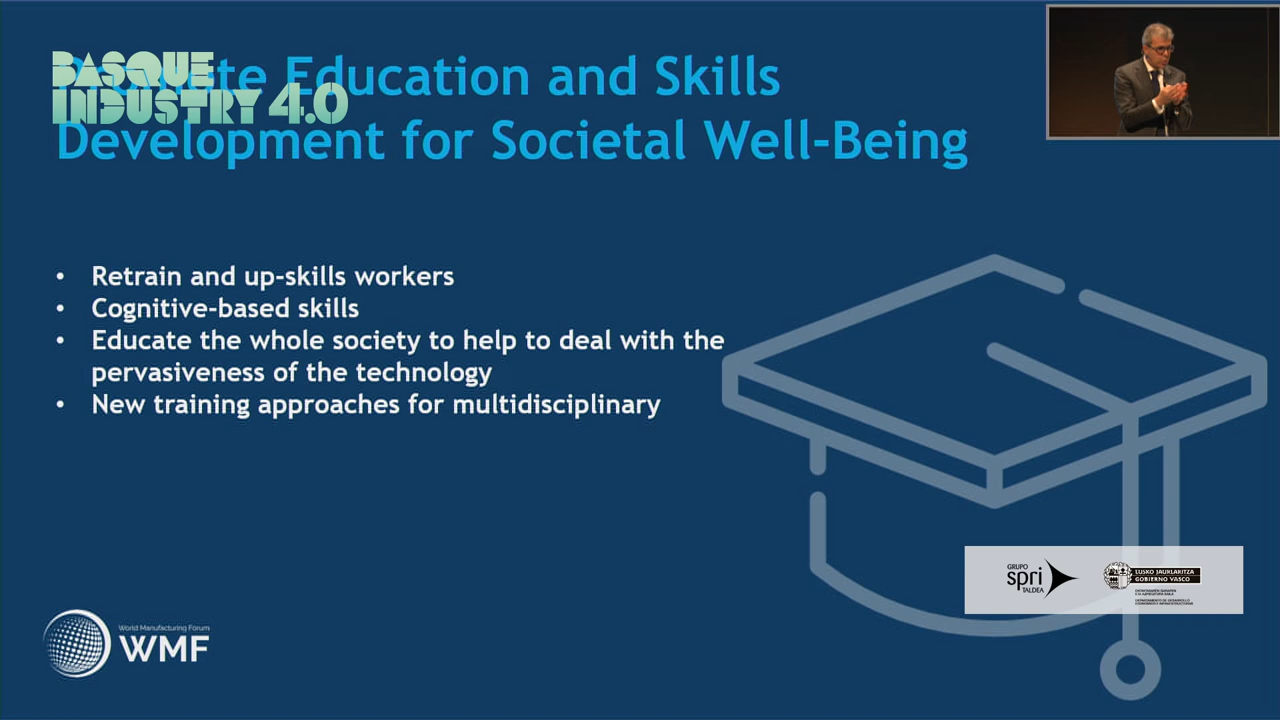 BASQUE
INDUSTRY 4.0
Education and Skills
Development for Societal Well-Being
• Retrain and up-skills workers
• Cognitive-based skills
• Educate the whole society to help to deal with the
pervasiveness of the technology
• New training approaches for multidisciplinary
GRUPO
spri
TALDEA
EUSKO JAURLARITZA
GOBIERNO VASCO
World Manufacturing Forum
WMF